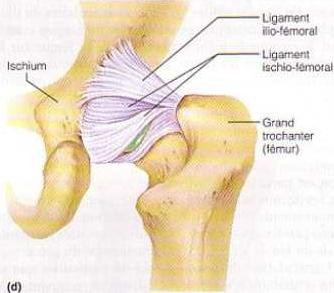 Ligament
ilio-fémoral
Ligament
ischio-fémoral
Ischium
Grand
trochanter
(fémur)
(d)